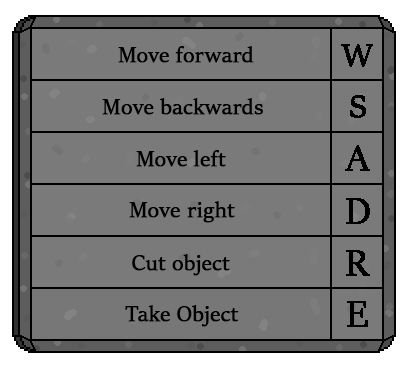 Move forward W
Move backwards S
Move left A
Move right D
Cut object R
Take Object E